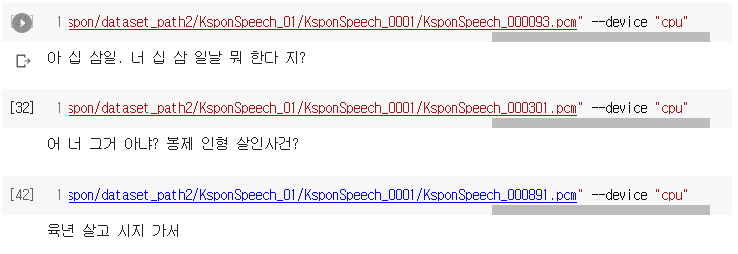 1 spon/dataset_path2/KsponSpeech_01/KsponSpeech_0001/KsponSpeech_000093.pcm" --device "cpu"
아 십 삼일. 너 십 삼 일날 뭐 한다 지?
[32] 1 spon/dataset_path2/KsponSpeech_01/KsponSpeech_0001/KsponSpeech_000301.pcm" --device "cpu"
어 너 그거 아냐? 봉제 인형 살인사건?
[42] 1 spon/dataset_path2/KsponSpeech_01/KsponSpeech_0001/KsponSpeech_000891.pcm" --device "cpu"
육년 살고 시지 가서